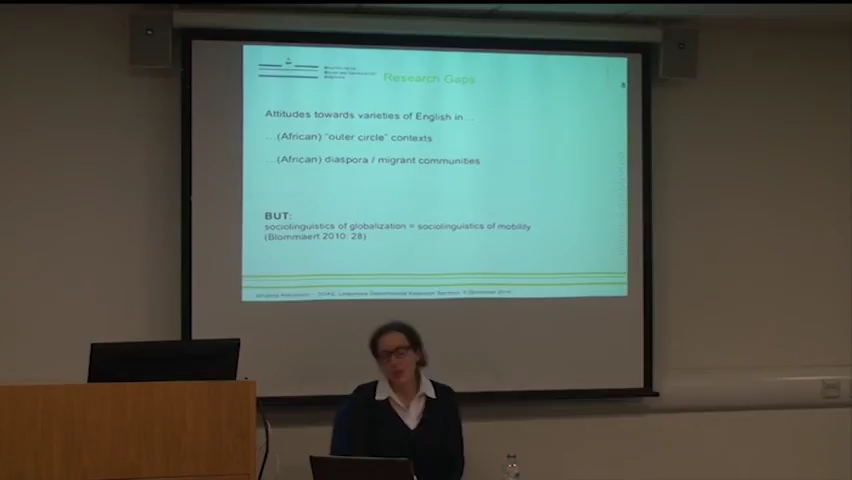 Research Gaps
8
Attitudes towards varieties of English in…
…(African) "outer circle" contexts
…(African) diaspora / migrant communities
BUT:
sociolinguistics of globalization = sociolinguistics of mobility
(Blommaert 2010: 28)